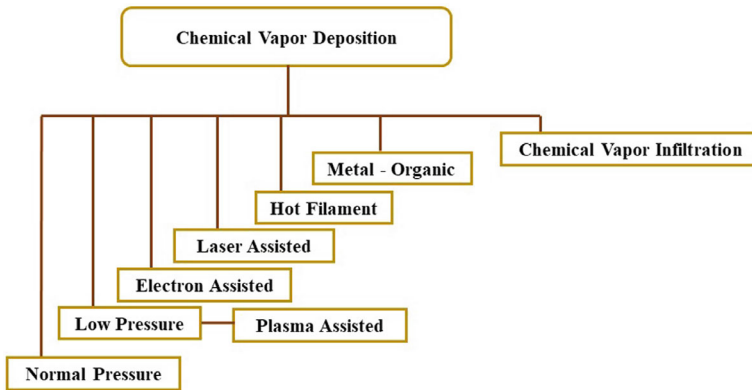 Chemical Vapor Deposition
Chemical Vapor Infiltration
Metal - Organic
Hot Filament
Laser Assisted
Electron Assisted
Low Pressure
Plasma Assisted
Normal Pressure